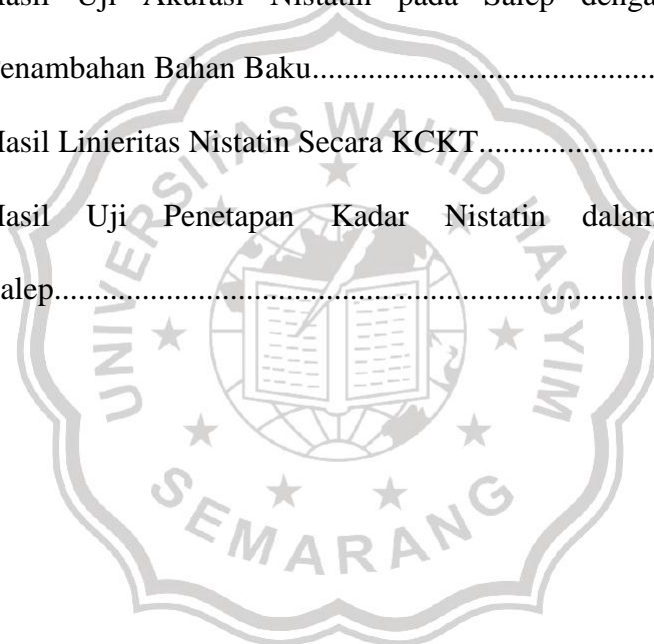 Hasil Uji Akurasi Nistatin pada Salep
Penambahan Bahan Baku....................................
Hasil Linieritas Nistatin Secara KCKT....................
Hasil Uji Penetapan Kadar Nistatin dalam
Salep...............................................................
UNIVERSITAS WAHID HASYIM
SEMARANG